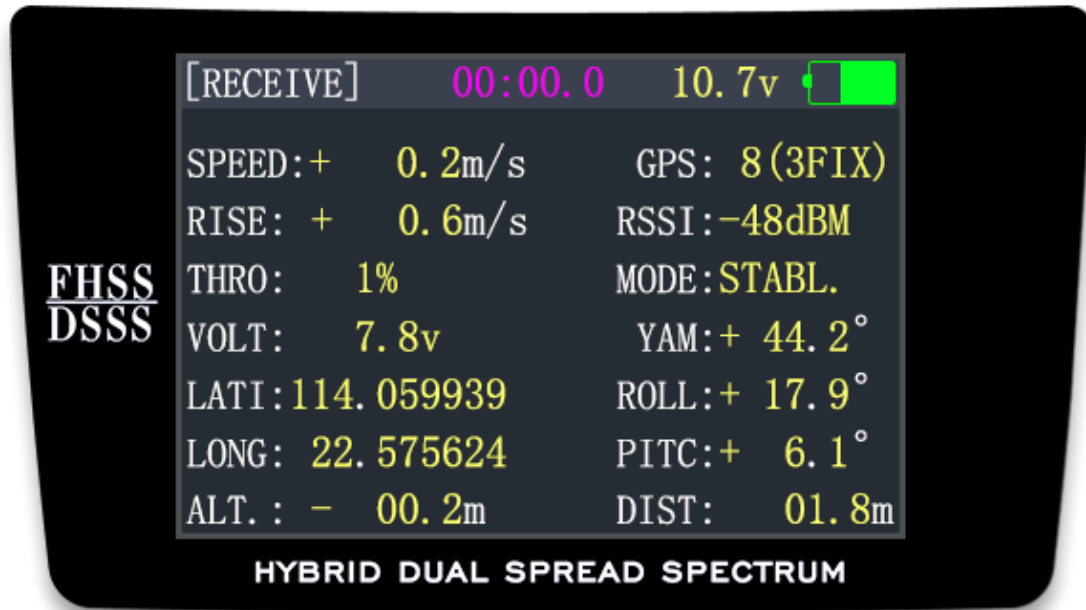 [RECEIVE] 00:00.0 10.7v
SPEED:+ 0.2m/s GPS: 8(3FIX)
RISE: + 0.6m/s RSSI:-48dBM
THRO: 1% MODE:STABL.
VOLT: 7.8v YAM:+ 44.2°
LATI:114.059939 ROLL:+ 17.9°
LONG: 22.575624 PITC:+ 6.1°
ALT.: - 00.2m DIST: 01.8m
FHSS
DSSS
HYBRID DUAL SPREAD SPECTRUM